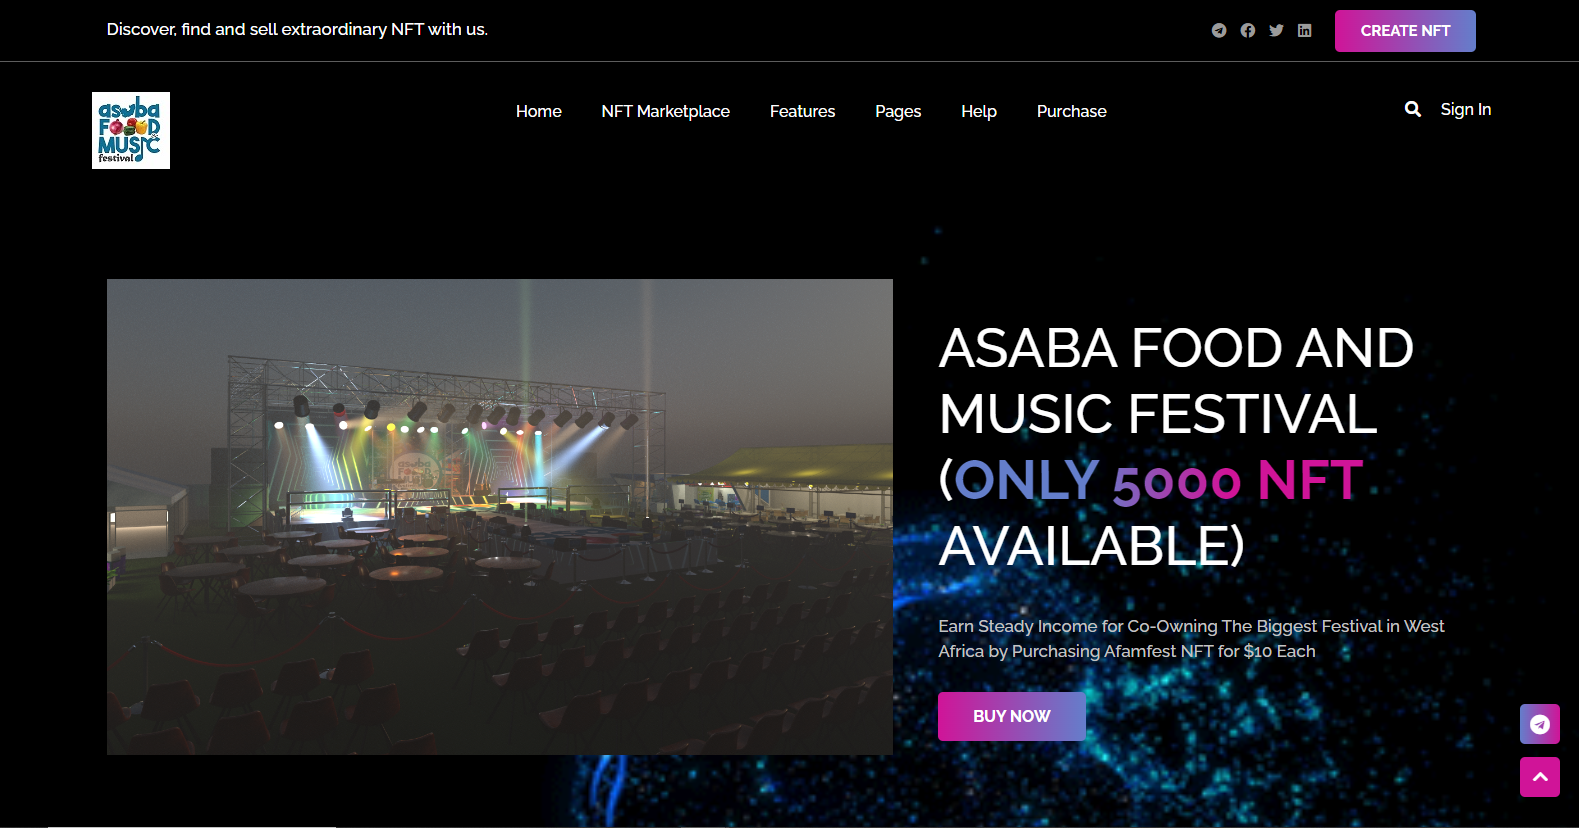 Discover, find and sell extraordinary NFT with us.
CREATE NFT
asaba
FOOD
&
MUSIC
festival
Home NFT Marketplace Features Pages Help Purchase
Sign In
ASABA FOOD AND
MUSIC FESTIVAL
(ONLY 5000 NFT
AVAILABLE)
Earn Steady Income for Co-Owning The Biggest Festival in West
Africa by Purchasing Afamfest NFT for $10 Each
BUY NOW
asaba
FOOD